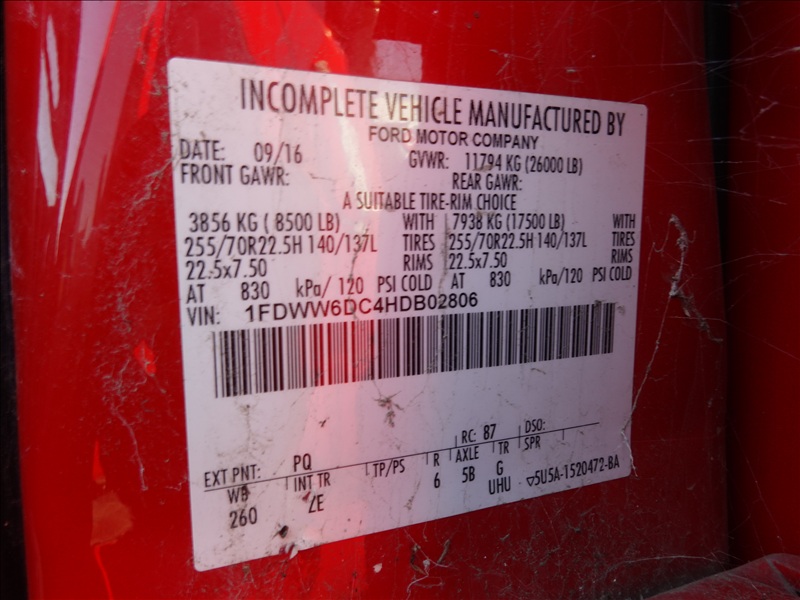 INCOMPLETE VEHICLE MANUFACTURED BY
FORD MOTOR COMPANY
DATE: 09/16 GVWR: 11794 KG (26000 LB)
FRONT GAWR: REAR GAWR:
A SUITABLE TIRE-RIM CHOICE
3856 KG ( 8500 LB) WITH 7938 KG (17500 LB) WITH
255/70R22.5H 140/137L TIRES 255/70R22.5H 140/137L TIRES
22.5x7.50 RIMS 22.5x7.50 RIMS
AT 830 kPa/ 120 PSI COLD AT 830 kPa/120 PSI COLD
VIN: 1FDWW6DC4HDB02806
RC: 87 DSO:
EXT PNT: PQ
WB INT TR TP/PS R AXLE TR SPR
260 ZE 6 5B G
UHU ▽5U5A-1520472-BA